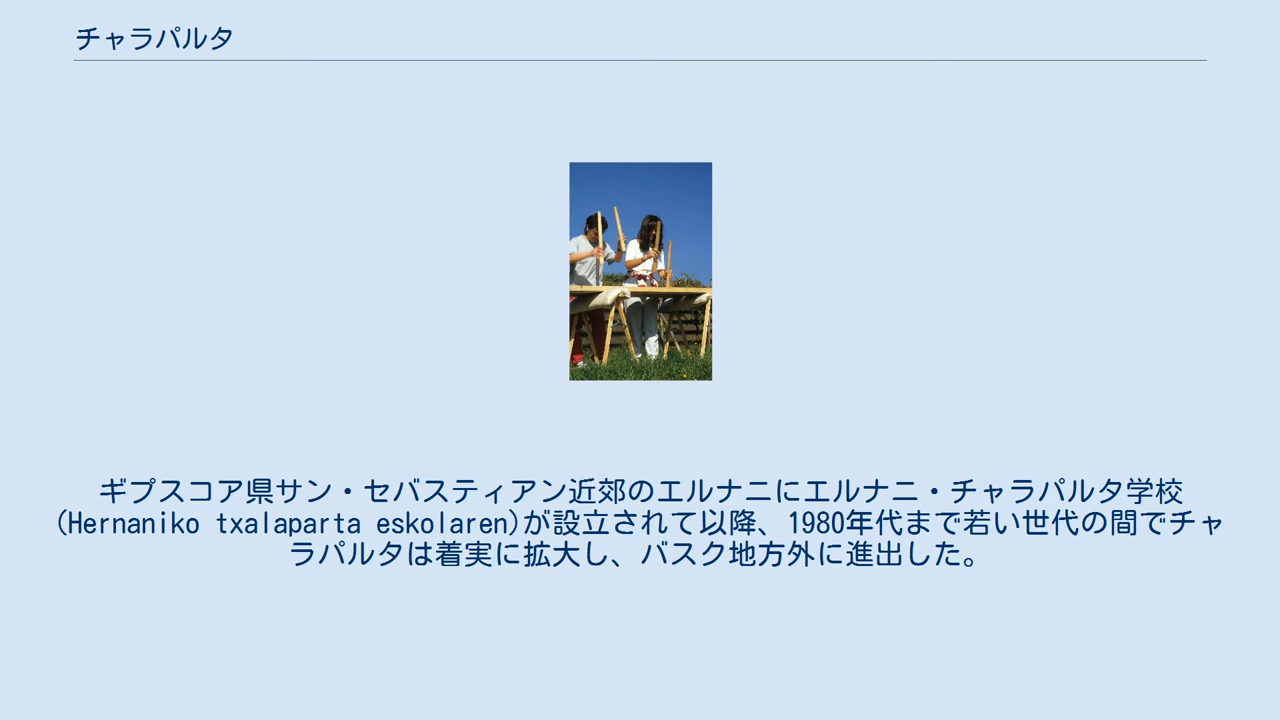 チャラパルタ
ギプスコア県サン・セバスティアン近郊のエルナニにエルナニ・チャラパルタ学校
(Hernaniko txalaparta eskolaren)が設立されて以降、1980年代まで若い世代の間でチャ
ラパルタは着実に拡大し、バスク地方外に進出した。